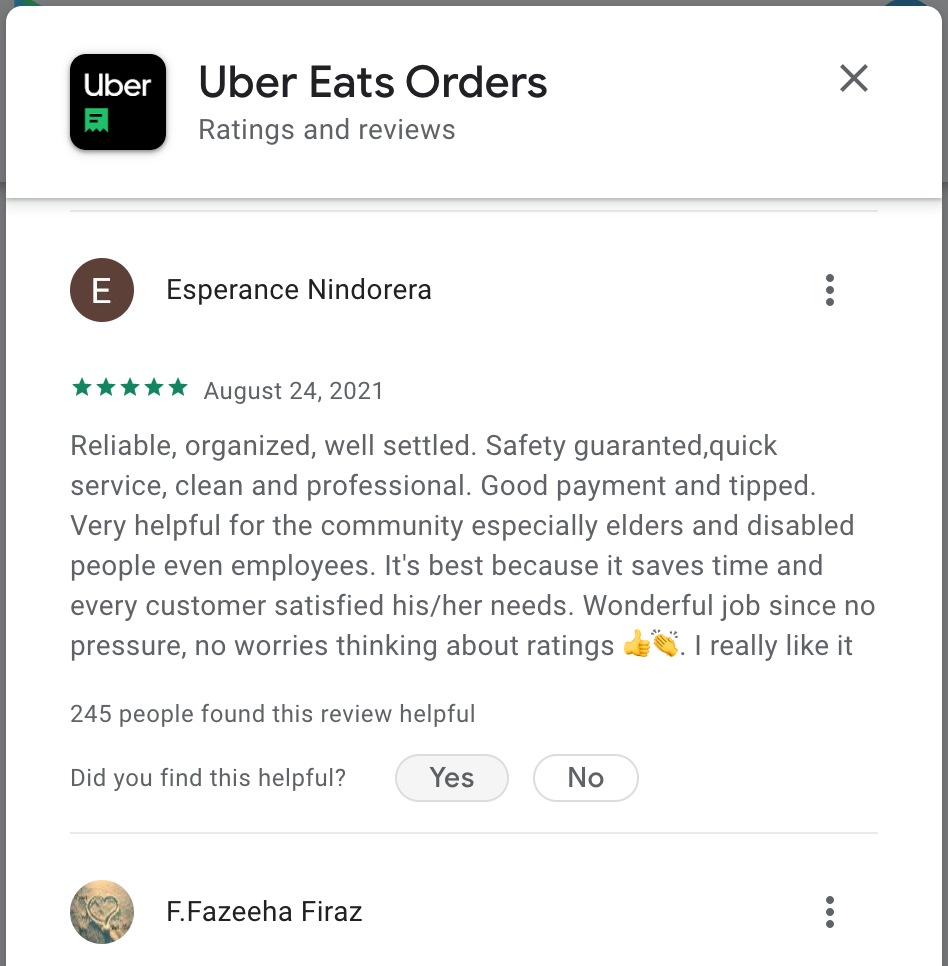 Uber
Uber Eats Orders
Ratings and reviews
E
Esperance Nindorera
August 24, 2021
Reliable, organized, well settled. Safety guaranted,quick
service, clean and professional. Good payment and tipped.
Very helpful for the community especially elders and disabled
people even employees. It's best because it saves time and
every customer satisfied his/her needs. Wonderful job since no
pressure, no worries thinking about ratings 👍👏. I really like it
245 people found this review helpful
Did you find this helpful? Yes No
F.Fazeeha Firaz